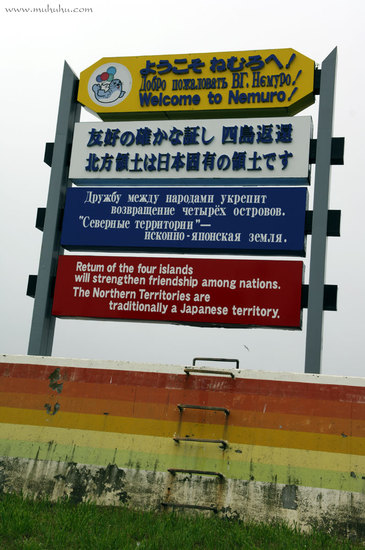 www.muhuhu.com
ようこそ ねむろへ!
Добро пожаловать ВГ. Немуро!
Welcome to Nemuro!
友好の確かな証し 四島返還
北方領土は日本固有の領土です
Дружбу между народами укрепит
возвращение четырёх островов.
"Северные территории"—
исконно-японская земля.
Return of the four islands
will strengthen friendship among nations.
The Northern Territories are
traditionally a Japanese territory.